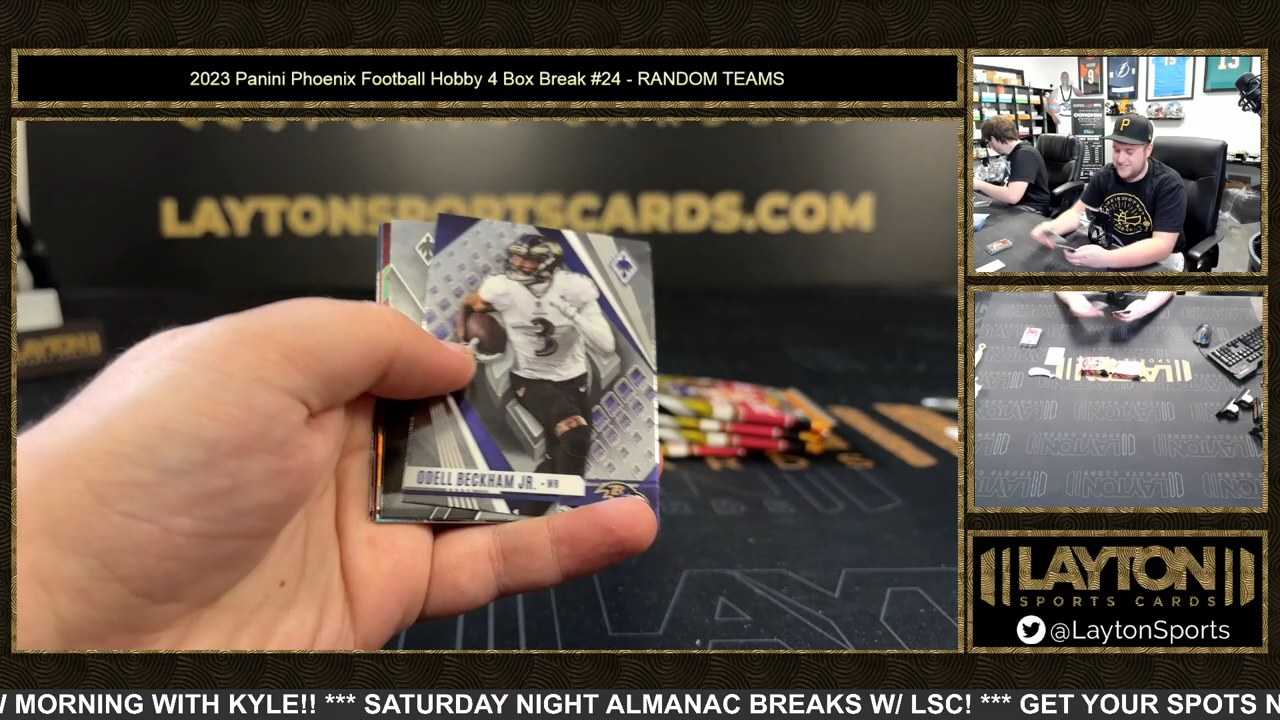 2023 Panini Phoenix Football Hobby 4 Box Break #24 - RANDOM TEAMS
LAYTONSPORTSCARDS.COM
ODELL BECKHAM JR. - WR
3
LAYTON
SPORTS CARDS
@LaytonSports
MORNING WITH KYLE!! *** SATURDAY NIGHT ALMANAC BREAKS W/ LSC! *** GET YOUR SPOTS N